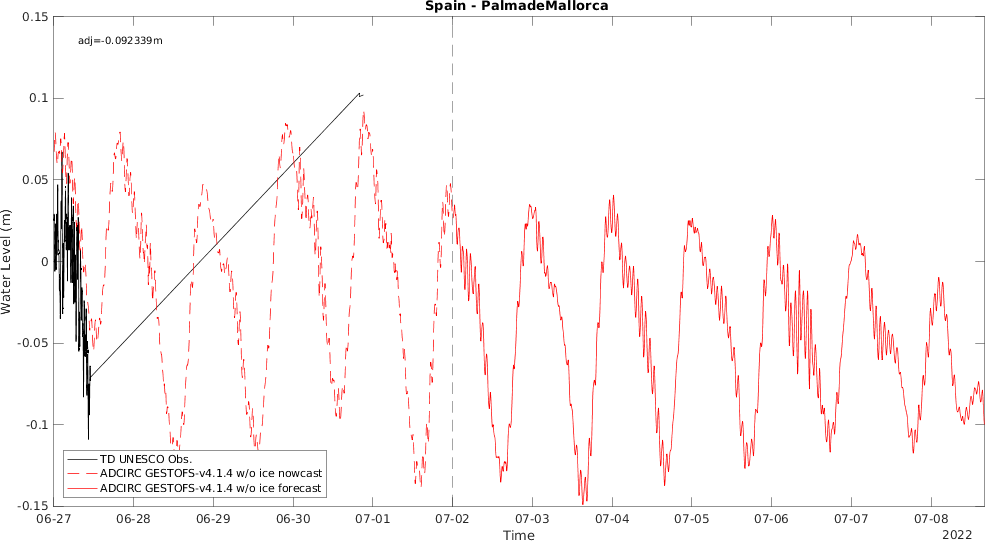 Spain - PalmadeMallorca
adj=-0.092339m
Water Level (m)
0.15
0.1
0.05
0
-0.05
-0.1
-0.15
TD UNESCO Obs.
ADCIRC GESTOFS-v4.1.4 w/o ice nowcast
ADCIRC GESTOFS-v4.1.4 w/o ice forecast
06-27 06-28 06-29 06-30 07-01 07-02 07-03 07-04 07-05 07-06 07-07 07-08
Time
2022